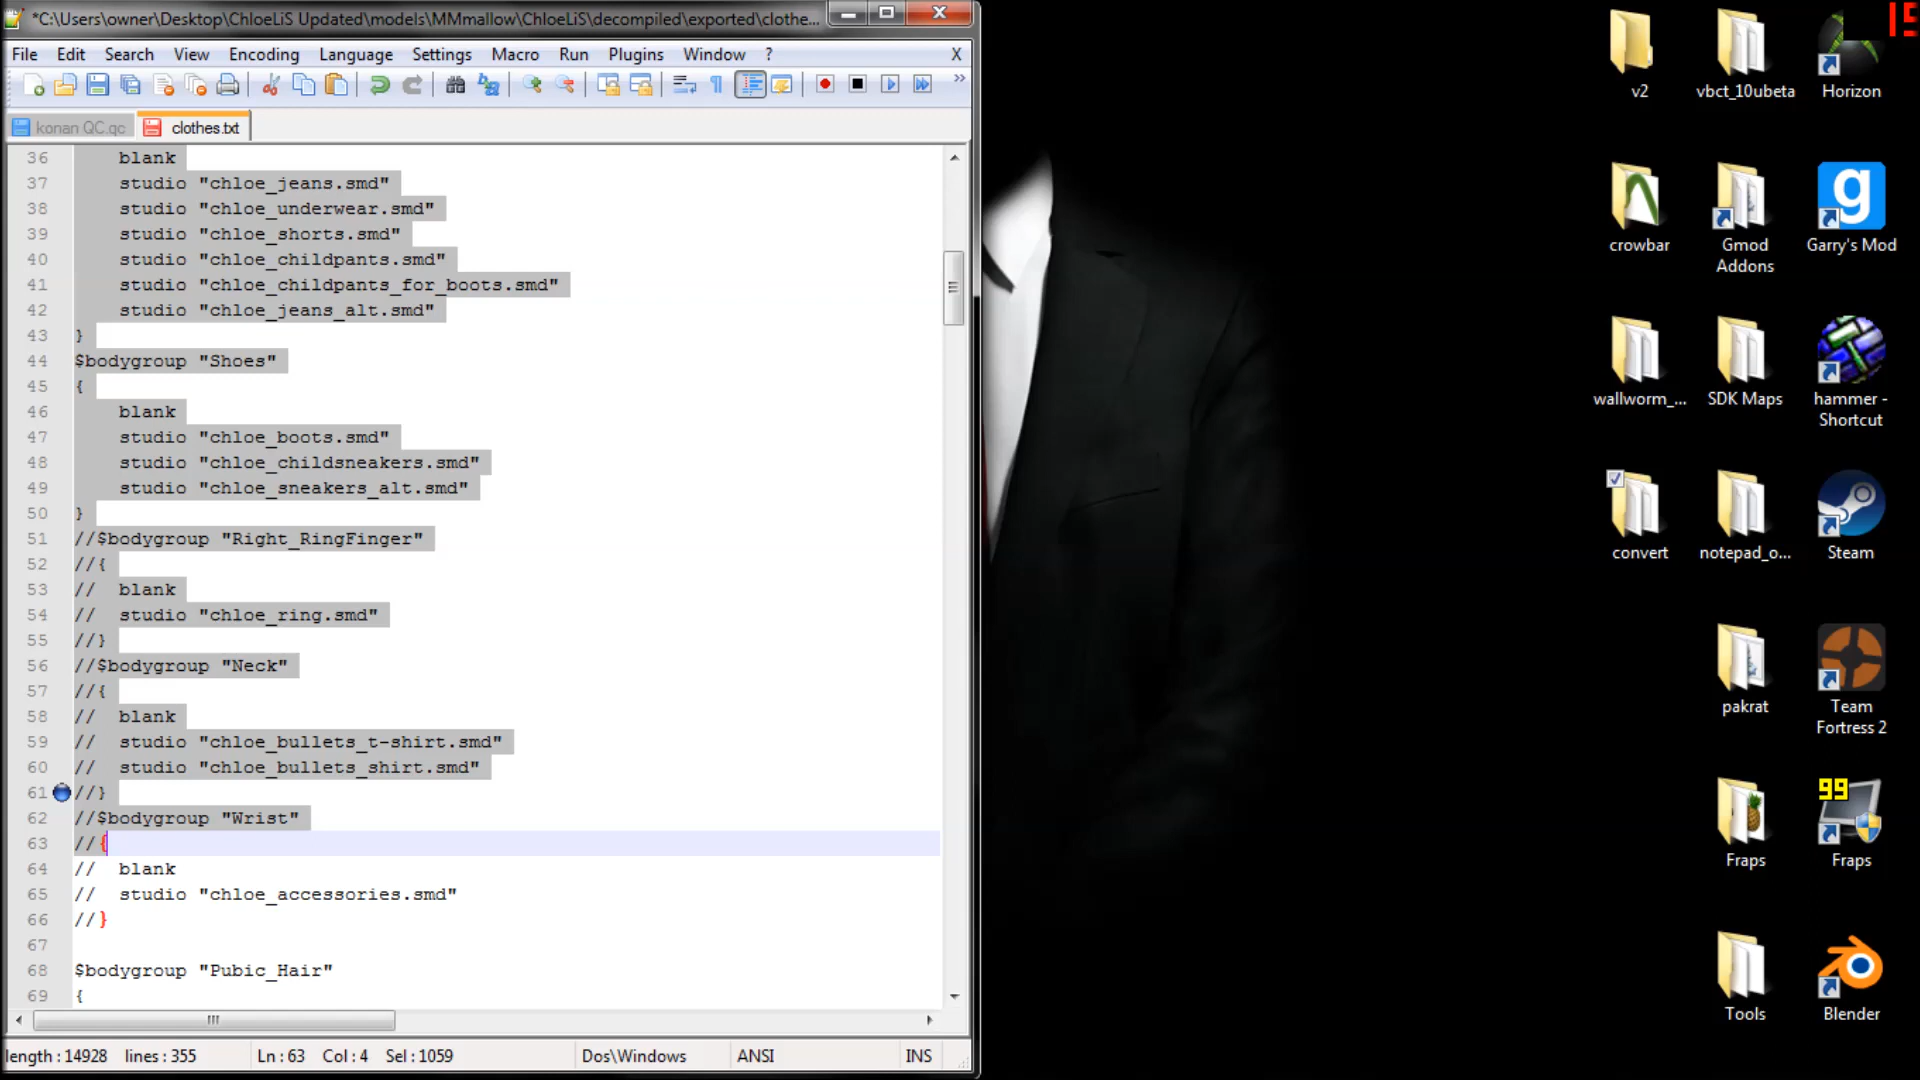 *C:\Users\owner\Desktop\ChloeLiS Updated\models\MMmallow\ChloeLiS\decompiled\exported\clothe...
File Edit Search View Encoding Language Settings Macro Run Plugins Window ? X
konan QC.qc clothes.txt
36 blank
37 studio "chloe_jeans.smd"
38 studio "chloe_underwear.smd"
39 studio "chloe_shorts.smd"
40 studio "chloe_childpants.smd"
41 studio "chloe_childpants_for_boots.smd"
42 studio "chloe_jeans_alt.smd"
43 }
44 $bodygroup "Shoes"
45 {
46 blank
47 studio "chloe_boots.smd"
48 studio "chloe_childsneakers.smd"
49 studio "chloe_sneakers_alt.smd"
50 }
51 //$bodygroup "Right_RingFinger"
52 //{
53 // blank
54 // studio "chloe_ring.smd"
55 //}
56 //$bodygroup "Neck"
57 //{
58 // blank
59 // studio "chloe_bullets_t-shirt.smd"
60 // studio "chloe_bullets_shirt.smd"
61 //}
62 //$bodygroup "Wrist"
63 //{
64 // blank
65 // studio "chloe_accessories.smd"
66 //}
67
68 $bodygroup "Pubic_Hair"
69 {
length : 14928 lines : 355 Ln : 63 Col : 4 Sel : 1059 Dos\Windows ANSI INS
15
v2 vbct_10ubeta Horizon
crowbar Gmod Addons Garry's Mod
wallworm_... SDK Maps hammer - Shortcut
convert notepad_o... Steam
pakrat Team Fortress 2
99
Fraps Fraps
Tools Blender